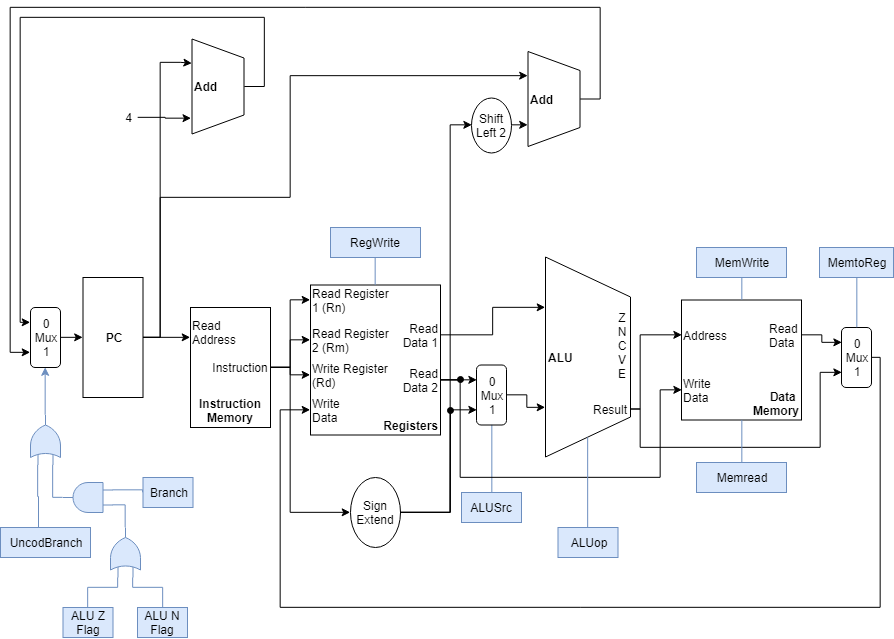 Add
4
Add
Shift
Left 2
RegWrite
MemWrite
MemtoReg
0
Mux
1
PC
Read
Address
Instruction
Instruction
Memory
Read Register
1 (Rn)
Read Register
2 (Rm)
Write Register
(Rd)
Write
Data
Read
Data 1
Read
Data 2
Registers
0
Mux
1
ALU
Z
N
C
V
E
Result
Address
Read
Data
Write
Data
Data
Memory
0
Mux
1
Sign
Extend
ALUSrc
ALUop
Memread
Branch
UncodBranch
ALU Z
Flag
ALU N
Flag